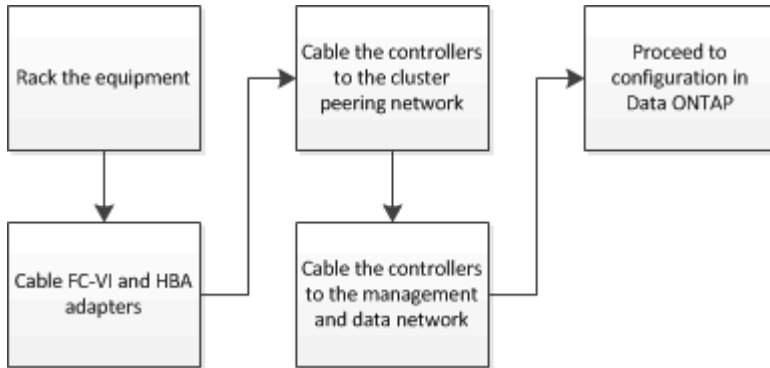 Rack the equipment
Cable FC-VI and HBA
adapters
Cable the controllers
to the cluster
peering network
Cable the controllers
to the management
and data network
Proceed to
configuration in
Data ONTAP